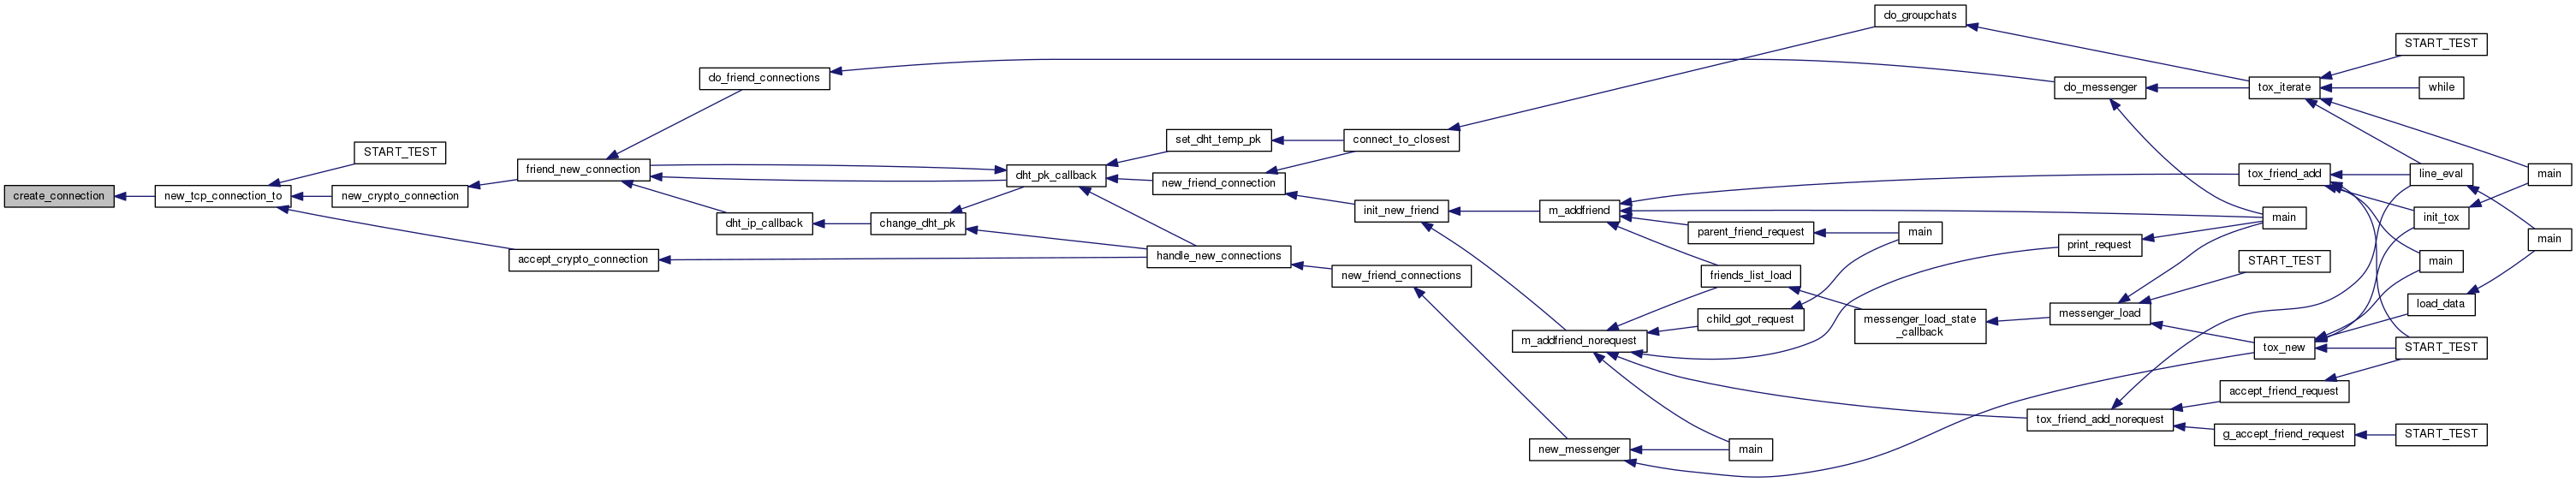 create_connection
new_tcp_connection_to
START_TEST
new_crypto_connection
accept_crypto_connection
friend_new_connection
do_friend_connections
dht_ip_callback
change_dht_pk
dht_pk_callback
handle_new_connections
set_dht_temp_pk
new_friend_connection
connect_to_closest
init_new_friend
new_friend_connections
m_addfriend
m_addfriend_norequest
new_messenger
parent_friend_request
friends_list_load
child_got_request
main
main
do_groupchats
messenger_load_state
_callback
do_messenger
print_request
messenger_load
tox_friend_add_norequest
tox_iterate
tox_friend_add
main
START_TEST
tox_new
accept_friend_request
g_accept_friend_request
START_TEST
while
line_eval
init_tox
main
load_data
START_TEST
START_TEST
main
main